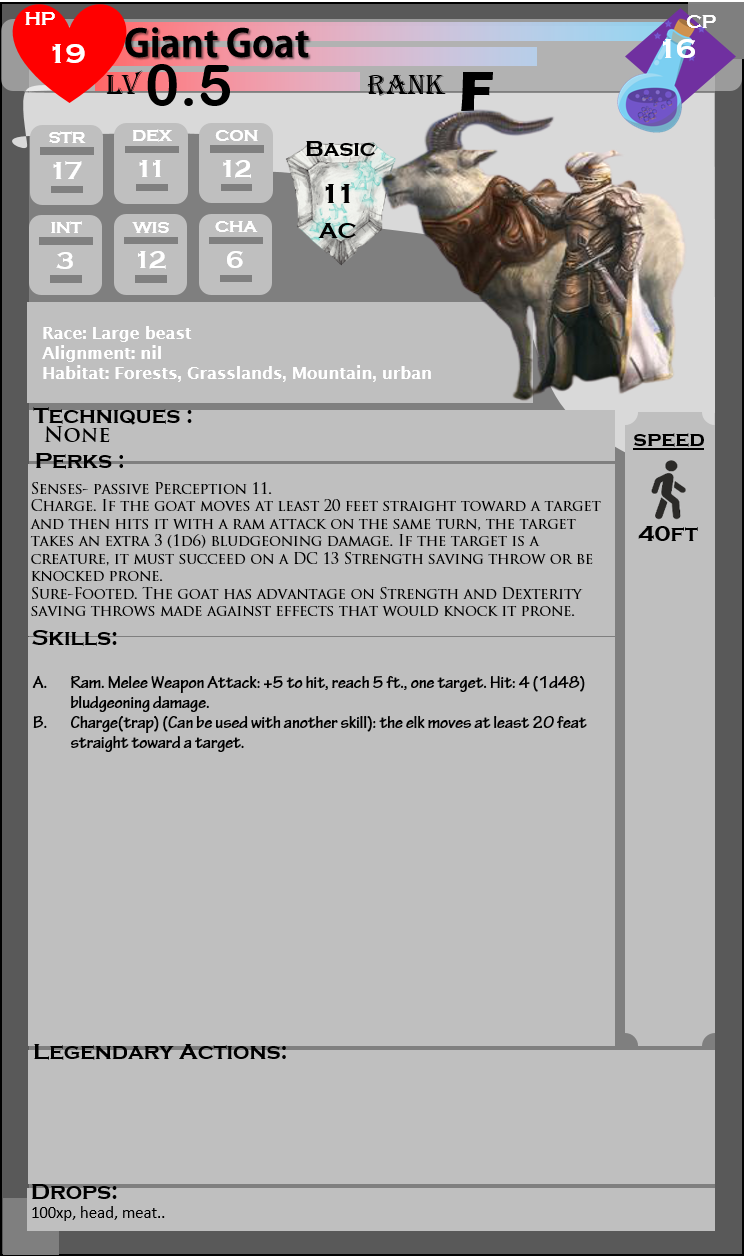 HP
19
Giant Goat
CP
16
LV 0.5
RANK F
STR
17
DEX
11
CON
12
INT
3
WIS
12
CHA
6
Basic
11
AC
Race: Large beast
Alignment: nil
Habitat: Forests, Grasslands, Mountain, urban
Techniques :
None
Perks :
Senses- passive Perception 11.
Charge. If the goat moves at least 20 feet straight toward a target
and then hits it with a ram attack on the same turn, the target
takes an extra 3 (1d6) bludgeoning damage. If the target is a
creature, it must succeed on a DC 13 Strength saving throw or be
knocked prone.
Sure-Footed. The goat has advantage on Strength and Dexterity
saving throws made against effects that would knock it prone.
SPEED
40FT
Skills:
A. Ram. Melee Weapon Attack: +5 to hit, reach 5 ft., one target. Hit: 4 (1d48)
bludgeoning damage.
B. Charge(trap) (Can be used with another skill): the elk moves at least 20 feat
straight toward a target.
Legendary Actions:
Drops:
100xp, head, meat..